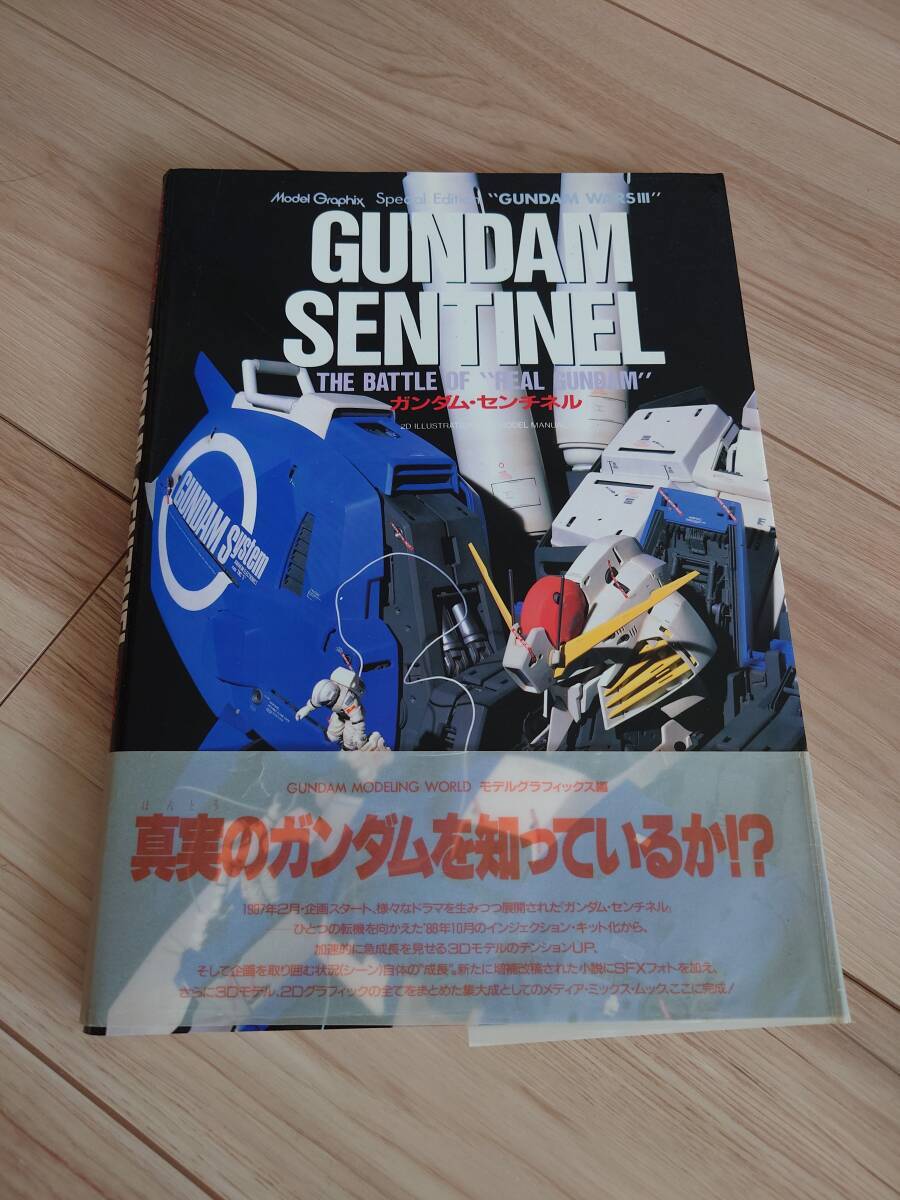 Model Graphix Special Edition "GUNDAM WARS III"
GUNDAM
SENTINEL
THE BATTLE OF "REAL GUNDAM"
ガンダム・センチネル
2D ILLUSTRATION MODEL MANUAL
GUNDAM System
GUNDAM MODELING WORLD モデルグラフィックス編
ほんとう
真実のガンダムを知っているか!?
1987年2月・企画スタート、様々なドラマを生みつつ展開された「ガンダム・センチネル」
ひとつの転機を向かえた'88年10月のインジェクション・キット化から、
加速的に急成長を見せる3DモデルのテンションUP、
そして企画を取り囲む状況(シーン)自体の"成長"。新たに増補改稿された小説にSFXフォトを加え、
さらに3Dモデル、2Dグラフィックの全てをまとめた集大成としてのメディア・ミックス・ムック、ここに完成!